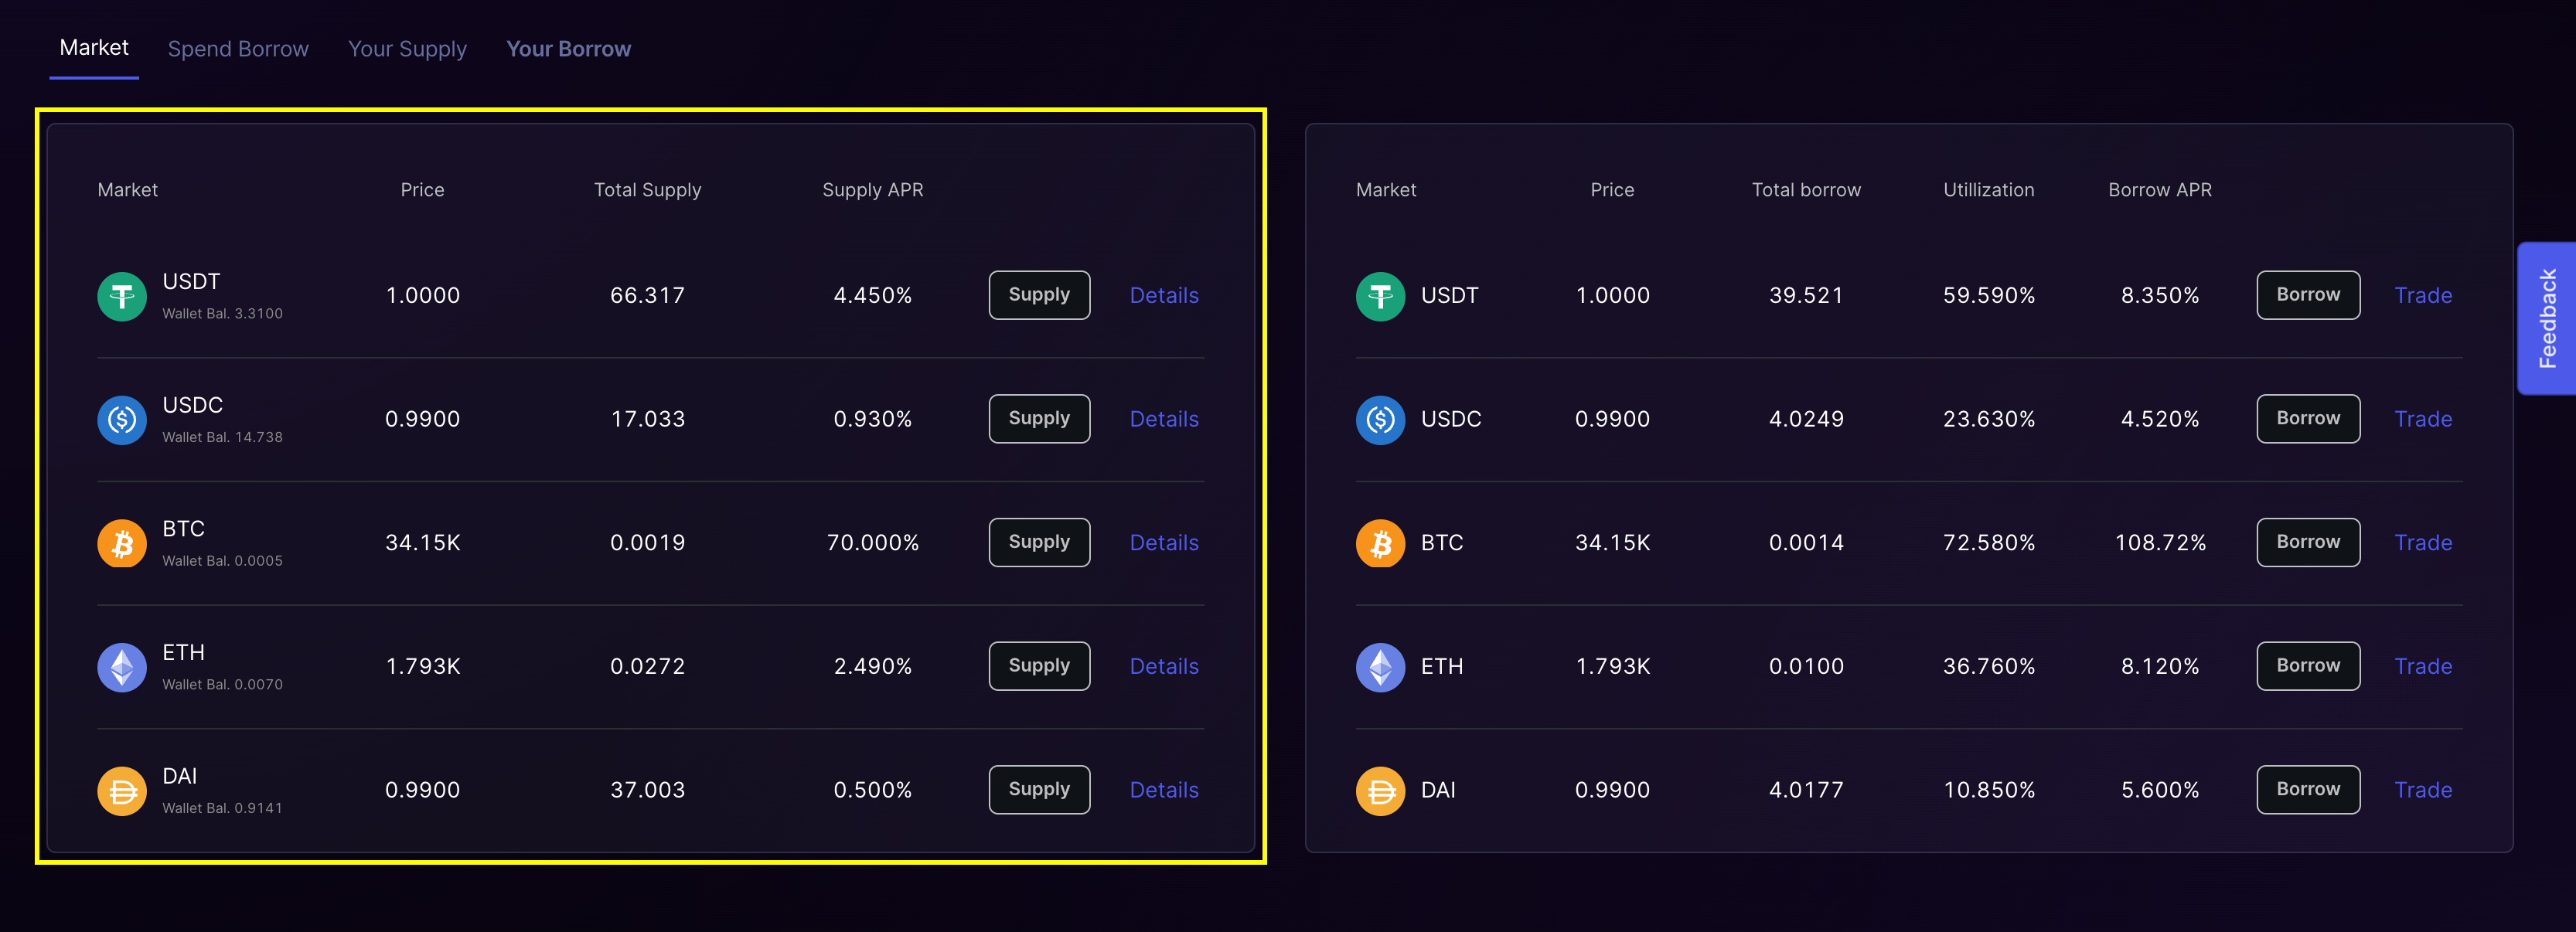 Market Spend Borrow Your Supply Your Borrow
Market Price Total Supply Supply APR
USDT 1.0000 66.317 4.450% Supply Details
Wallet Bal. 3.3100
USDC 0.9900 17.033 0.930% Supply Details
Wallet Bal. 14.738
BTC 34.15K 0.0019 70.000% Supply Details
Wallet Bal. 0.0005
ETH 1.793K 0.0272 2.490% Supply Details
Wallet Bal. 0.0070
DAI 0.9900 37.003 0.500% Supply Details
Wallet Bal. 0.9141
Market Price Total borrow Utillization Borrow APR
USDT 1.0000 39.521 59.590% 8.350% Borrow Trade
USDC 0.9900 4.0249 23.630% 4.520% Borrow Trade
BTC 34.15K 0.0014 72.580% 108.72% Borrow Trade
ETH 1.793K 0.0100 36.760% 8.120% Borrow Trade
DAI 0.9900 4.0177 10.850% 5.600% Borrow Trade
Feedback